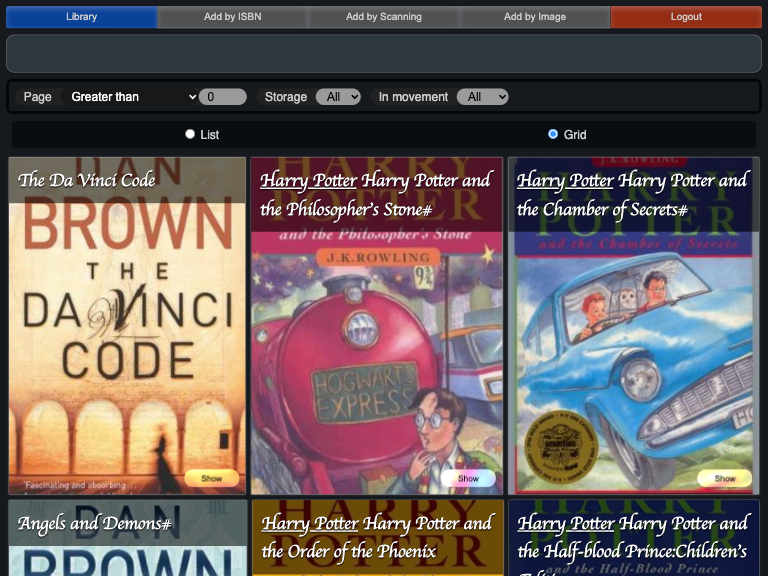 Library
Add by ISBN
Add by Scanning
Add by Image
Logout
Page
Greater than
0
Storage
All
In movement
All
List
Grid
DAN
The Da Vinci Code
BROWN
THE
DA VINCI
CODE
"Fascinating and absorbing . . .
Show
HARRY
Harry Potter Harry Potter and
the Philosopher's Stone#
POTTER
and the Philosopher's Stone
J.K.ROWLING
9¾
HOGWARTS
EXPRESS
Show
J.K.ROWLING
HARRY
Harry Potter Harry Potter and
the Chamber of Secrets#
POTTER
and the Chamber of Secrets
Show
DAN
Angels and Demons#
BROWN
HARRY
Harry Potter Harry Potter and
the Order of the Phoenix
POTTER
HARRY
Harry Potter Harry Potter and
the Half-blood Prince:Children's
POTTER
and the Half-Blood Prince